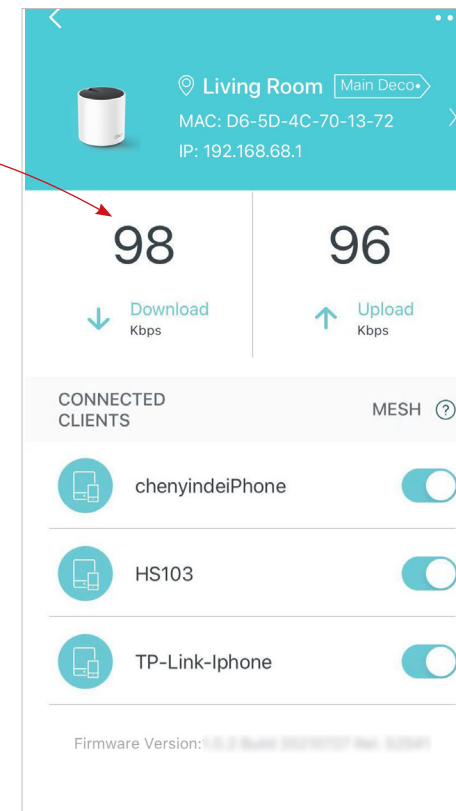 Living Room Main Deco
MAC: D6-5D-4C-70-13-72
IP: 192.168.68.1
98 96
Download Upload
Kbps Kbps
CONNECTED
CLIENTS
MESH ?
chenyindeiPhone
HS103
TP-Link-Iphone
Firmware Version: